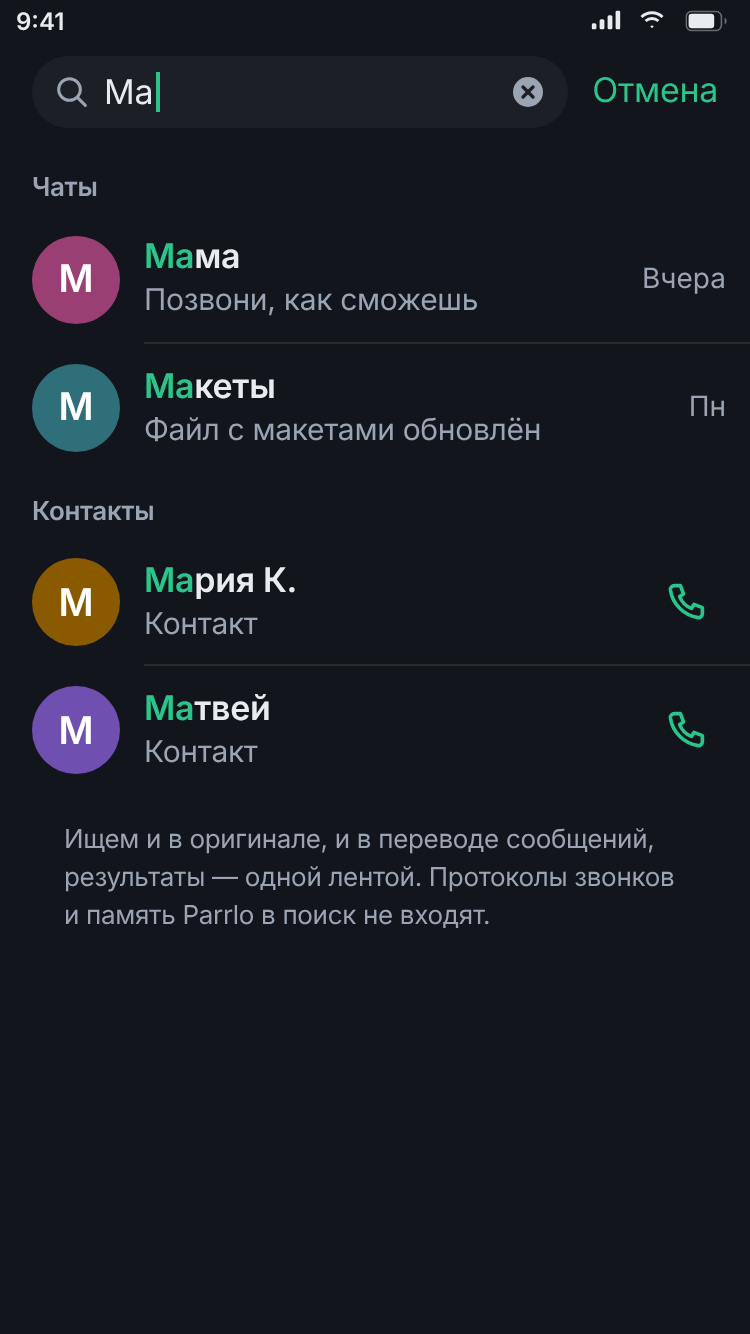 9:41
Ма
Отмена
Чаты
М
Мама
Позвони, как сможешь
Вчера
М
Макеты
Файл с макетами обновлён
Пн
Контакты
М
Мария К.
Контакт
М
Матвей
Контакт
Ищем и в оригинале, и в переводе сообщений,
результаты — одной лентой. Протоколы звонков
и память Parrlo в поиск не входят.